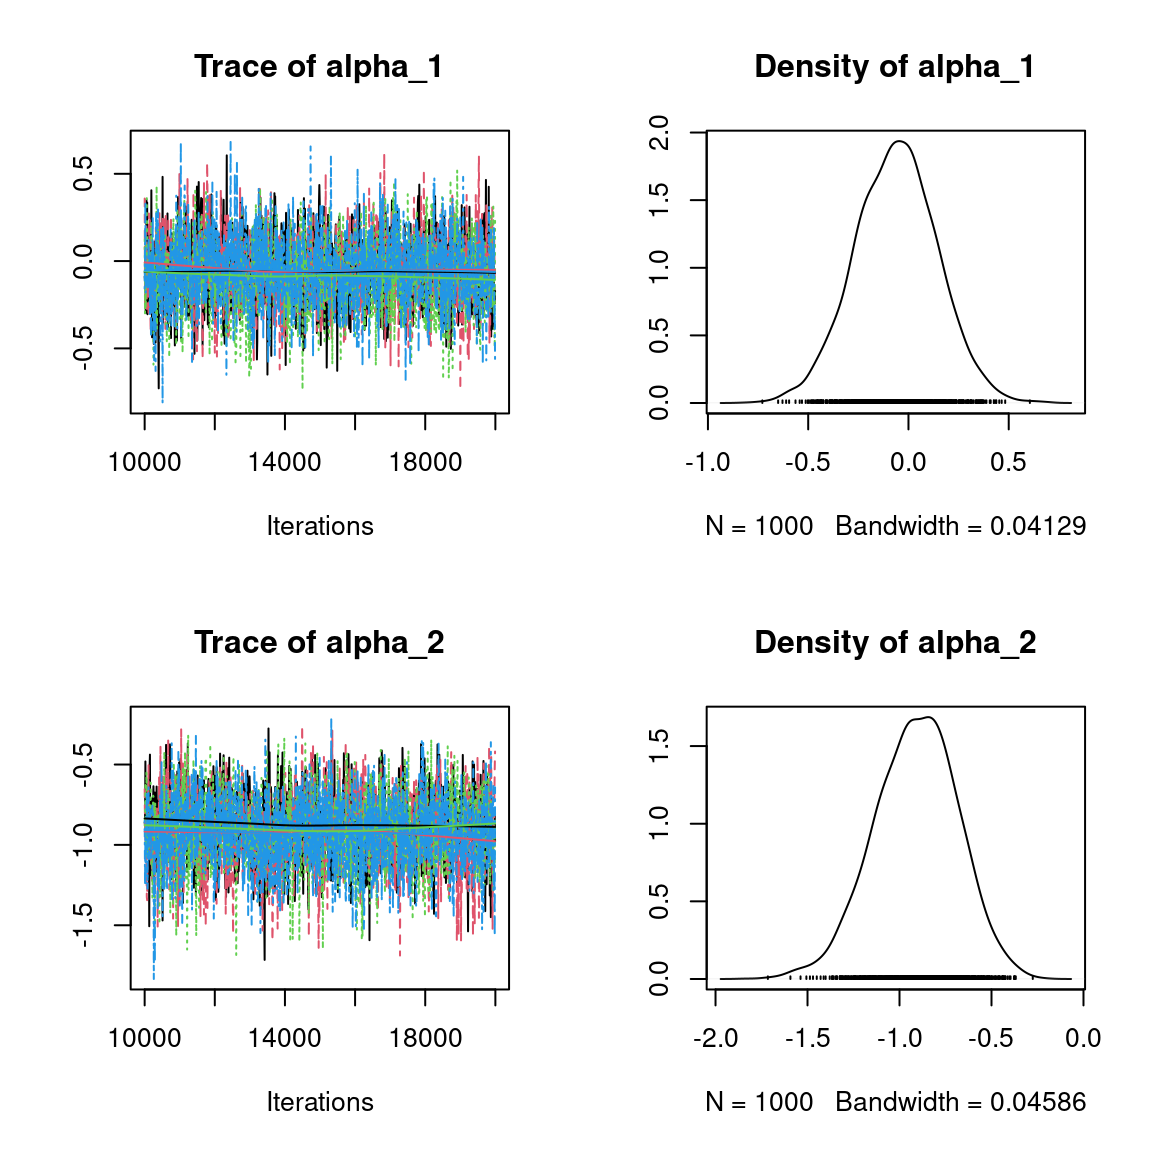 Trace of alpha_1
0.5
0.0
-0.5
10000 14000 18000
Iterations
Density of alpha_1
2.0
1.5
1.0
0.5
0.0
-1.0 -0.5 0.0 0.5
N = 1000 Bandwidth = 0.04129
Trace of alpha_2
-0.5
-1.0
-1.5
10000 14000 18000
Iterations
Density of alpha_2
1.5
1.0
0.5
0.0
-2.0 -1.5 -1.0 -0.5 0.0
N = 1000 Bandwidth = 0.04586